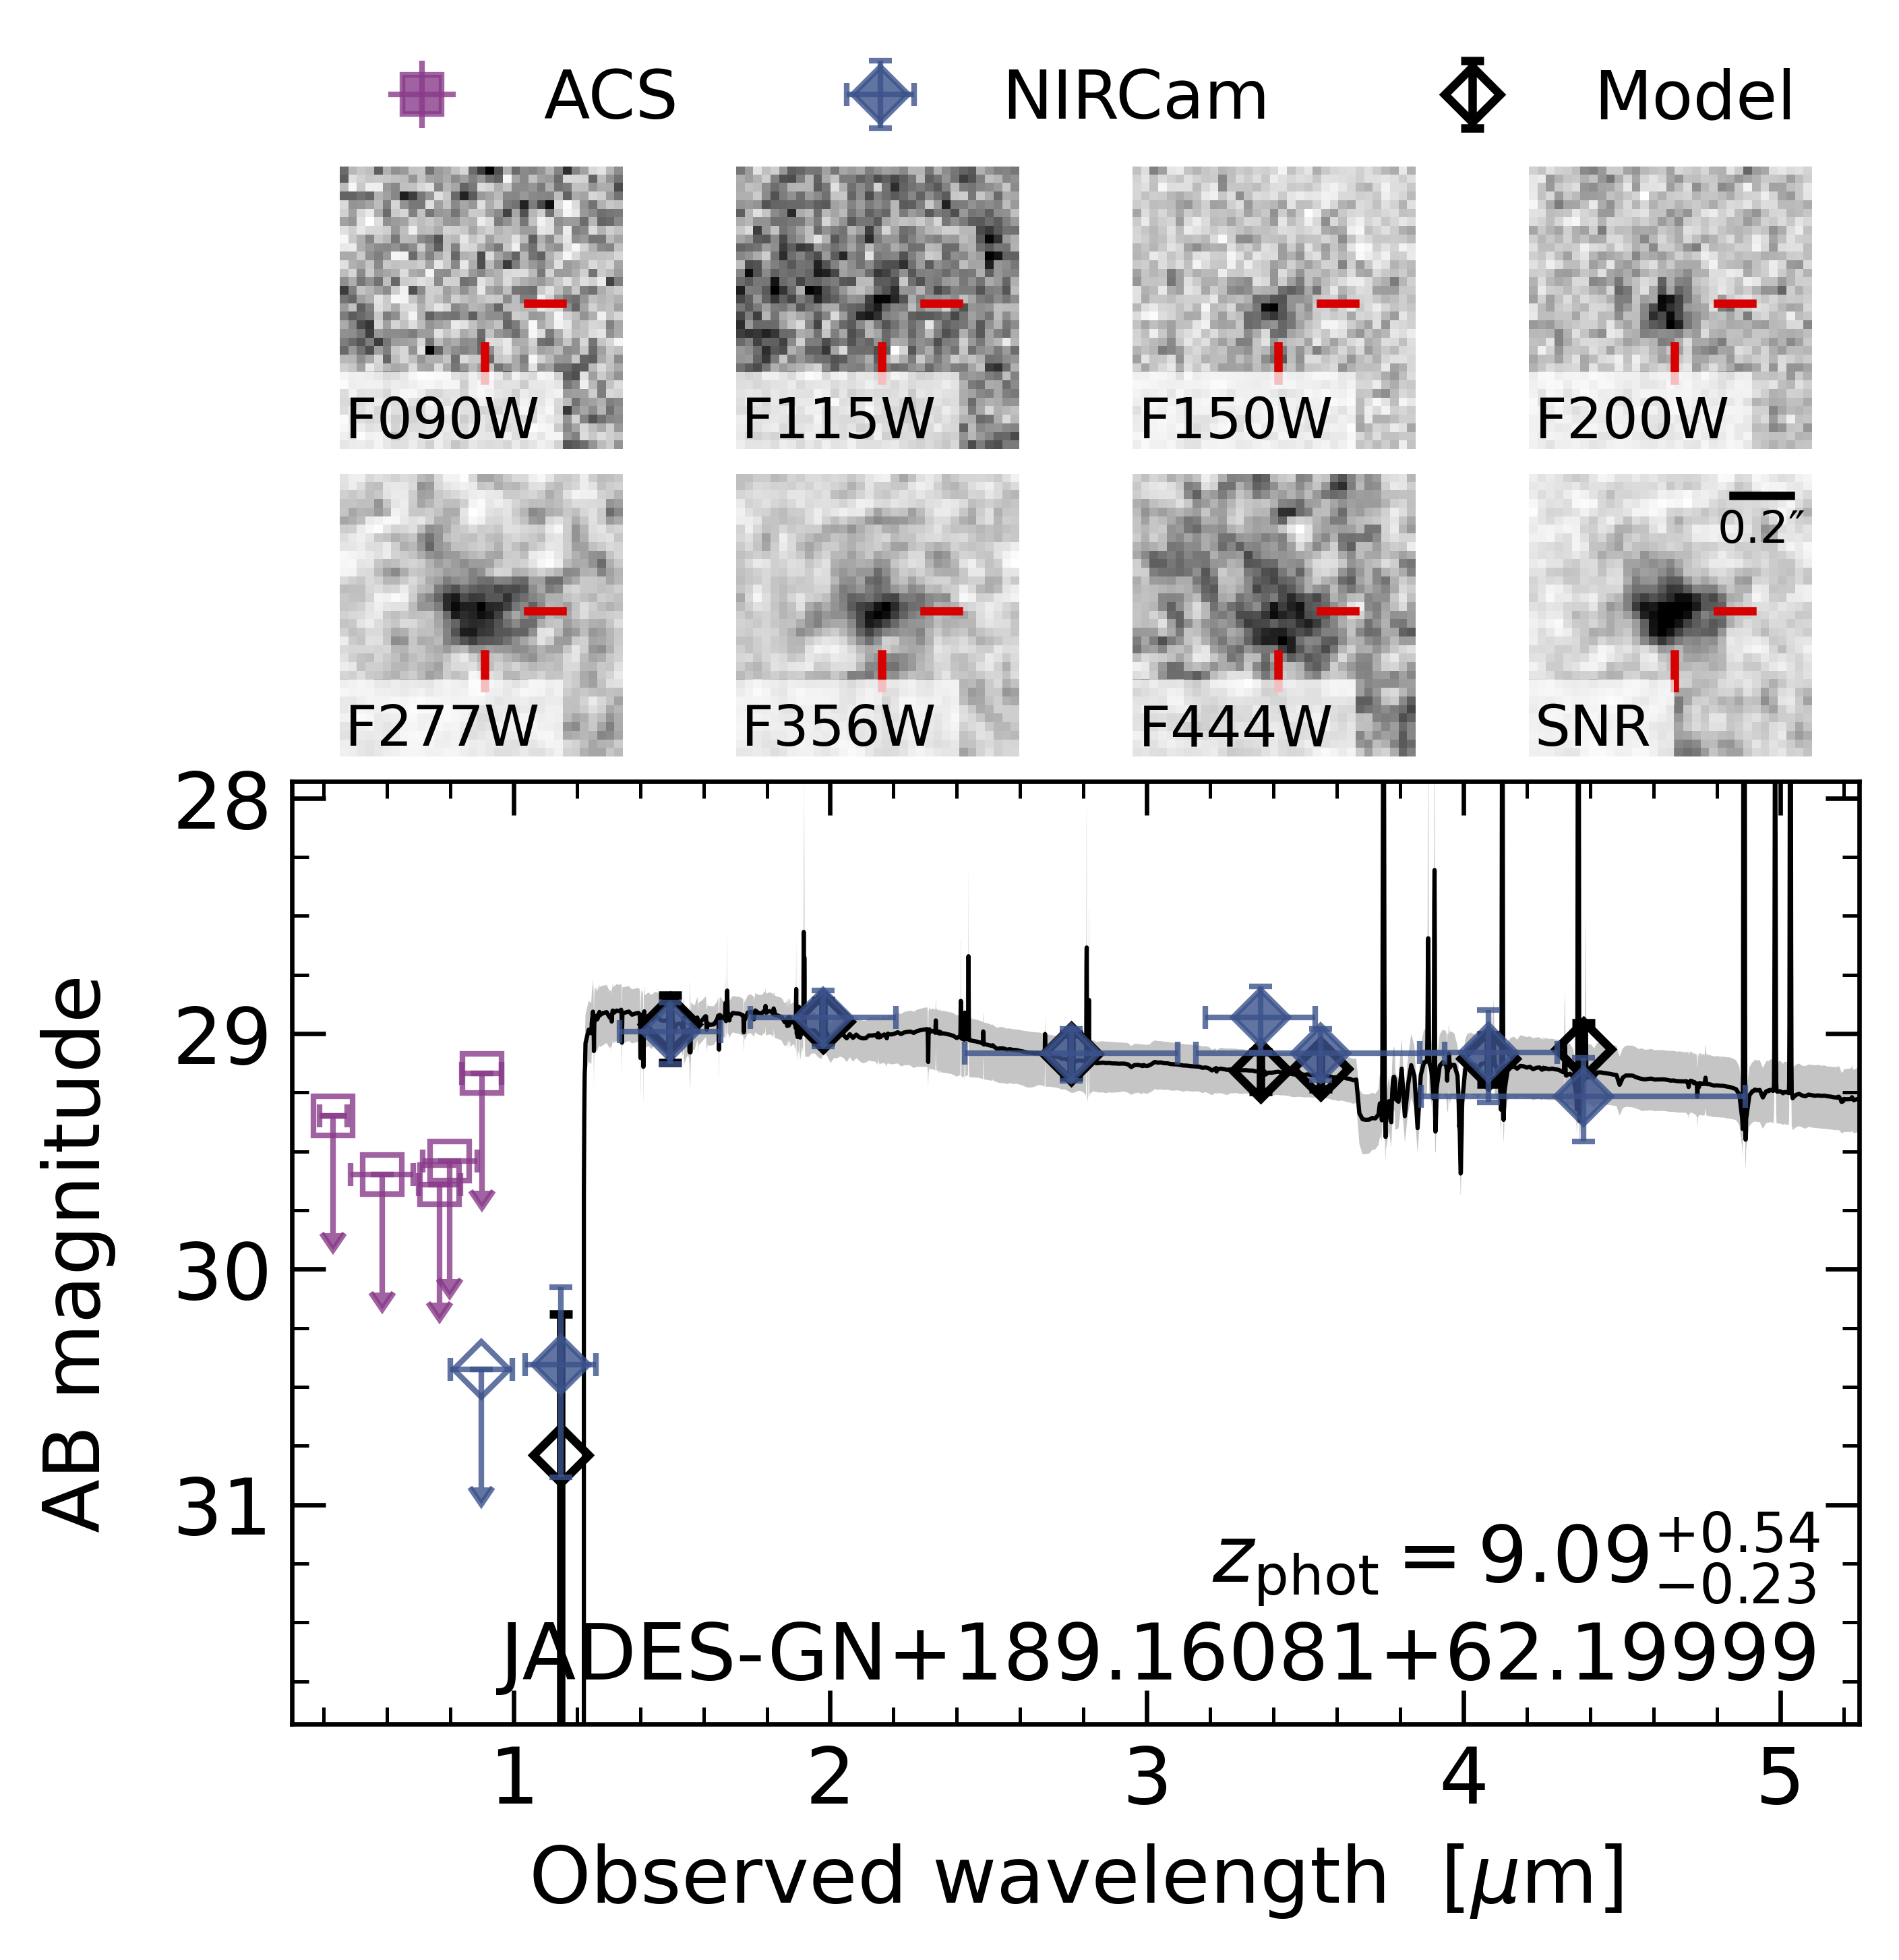 ACS NIRCam Model
F090W F115W F150W F200W
0.2″
F277W F356W F444W SNR
28
29
30
31
AB magnitude
z_phot = 9.09^{+0.54}_{−0.23}
JADES-GN+189.16081+62.19999
1 2 3 4 5
Observed wavelength [μm]